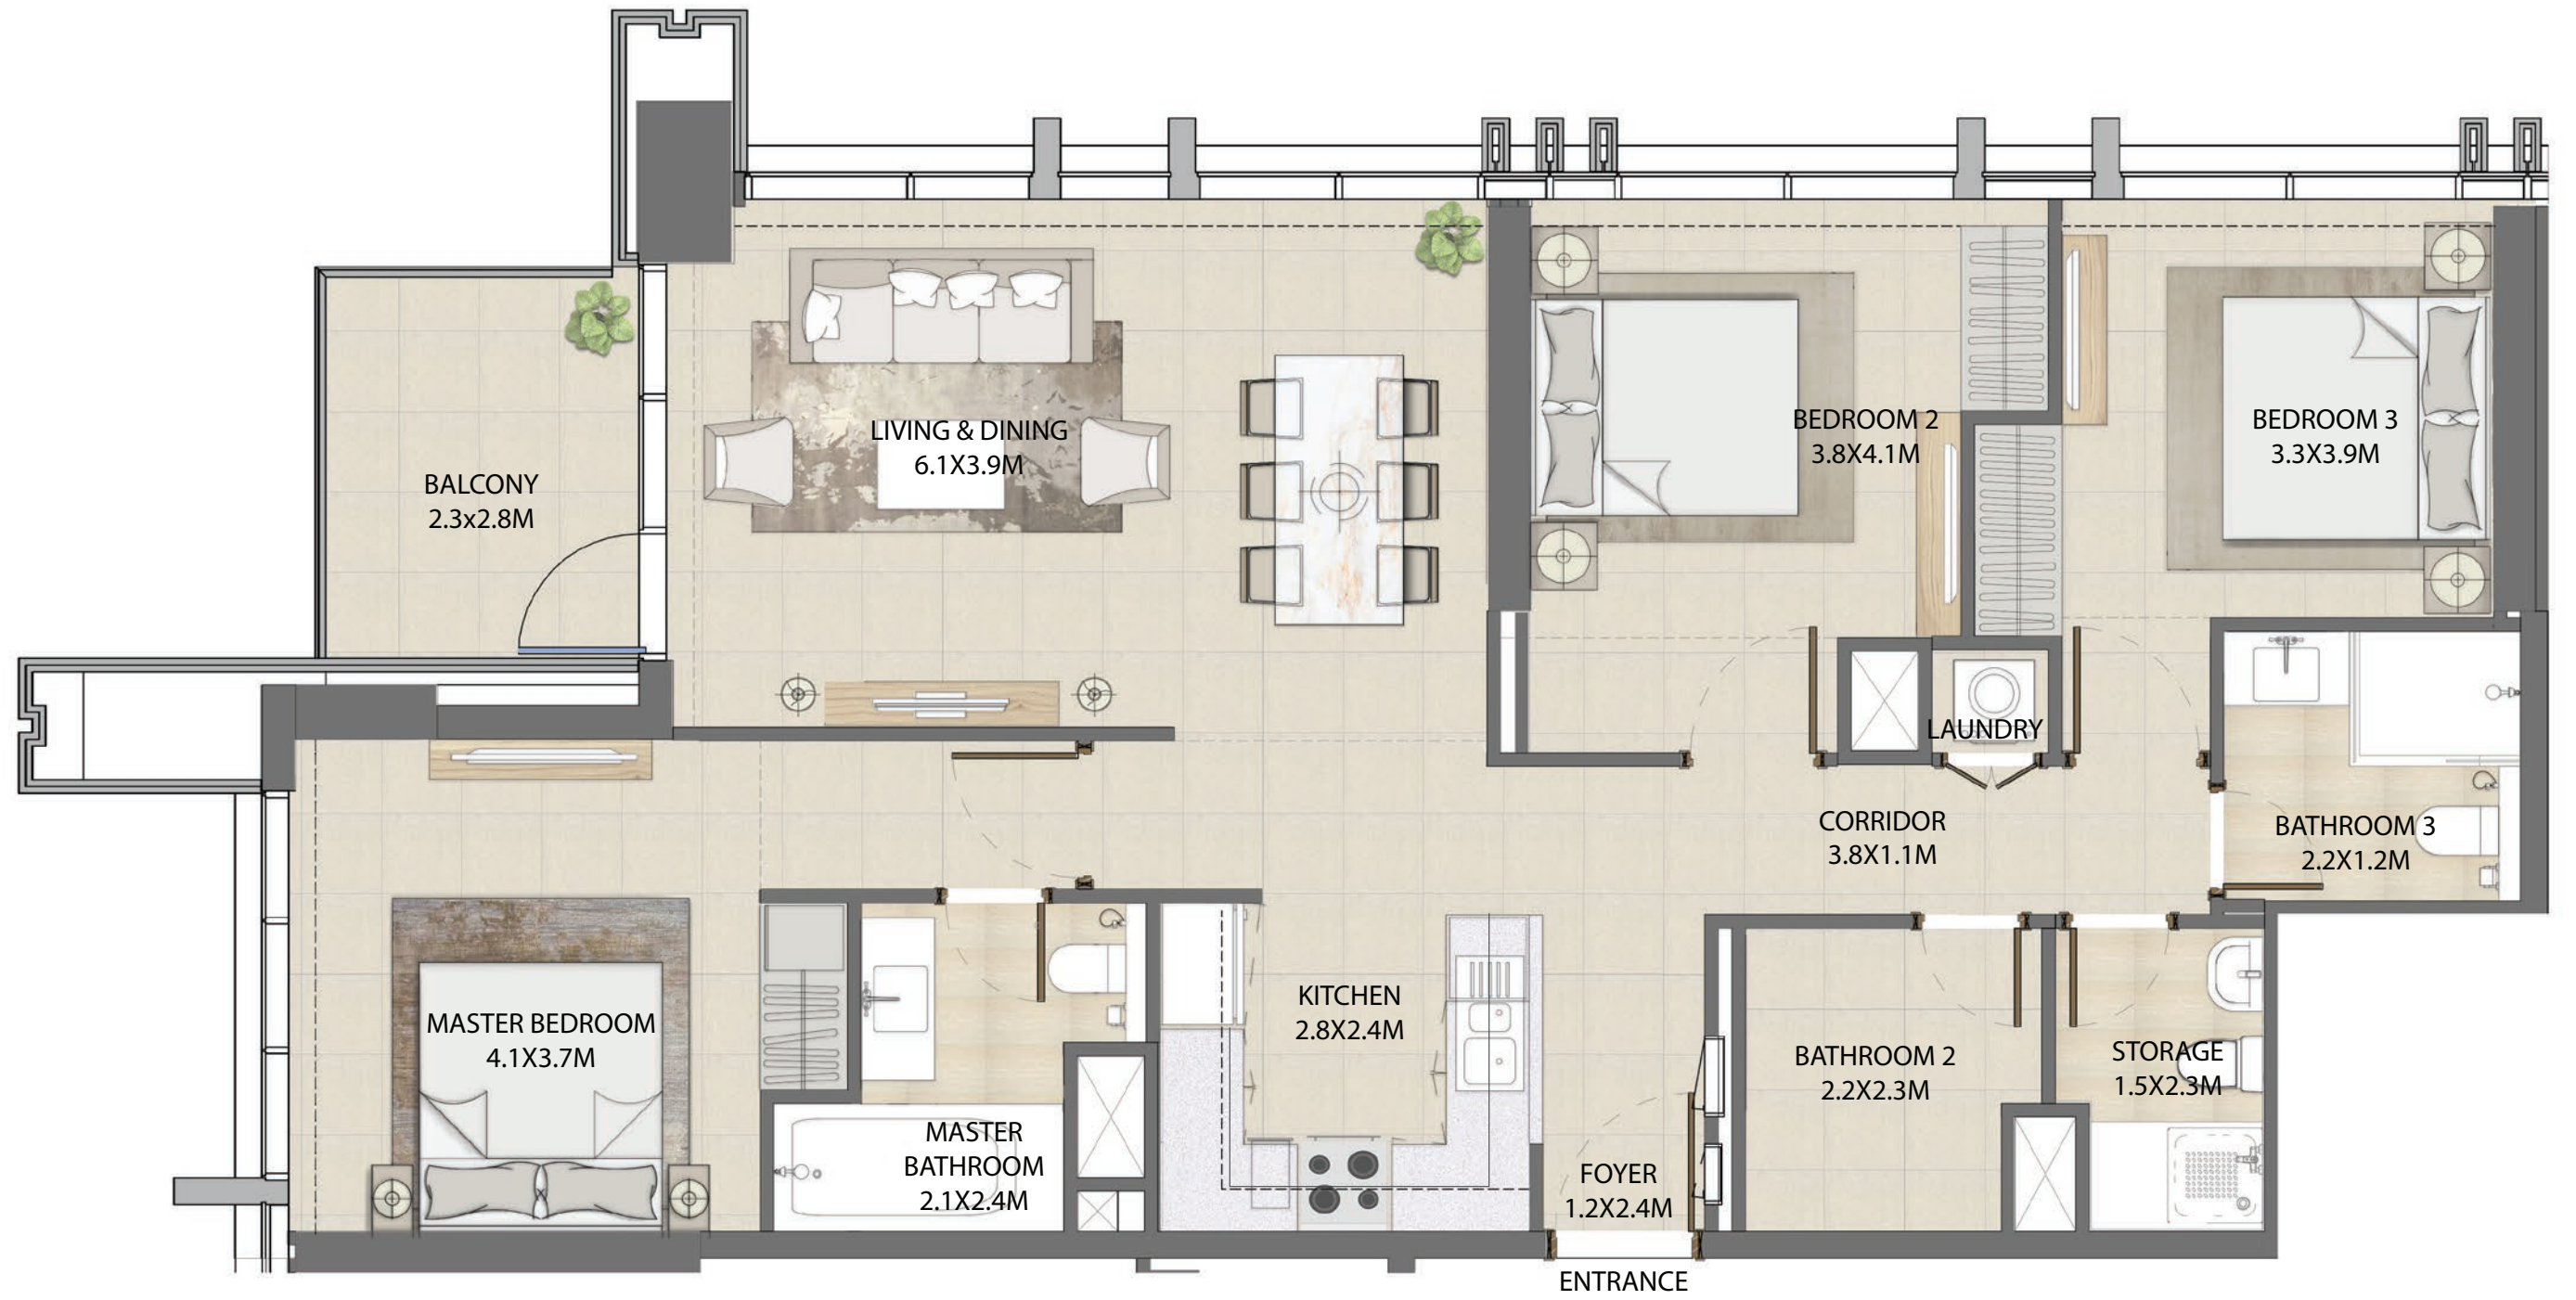 LIVING & DINING
6.1X3.9M
BEDROOM 2
3.8X4.1M
BEDROOM 3
3.3X3.9M
BALCONY
2.3x2.8M
LAUNDRY
CORRIDOR
3.8X1.1M
BATHROOM 3
2.2X1.2M
MASTER BEDROOM
4.1X3.7M
KITCHEN
2.8X2.4M
BATHROOM 2
2.2X2.3M
STORAGE
1.5X2.3M
MASTER
BATHROOM
2.1X2.4M
FOYER
1.2X2.4M
ENTRANCE